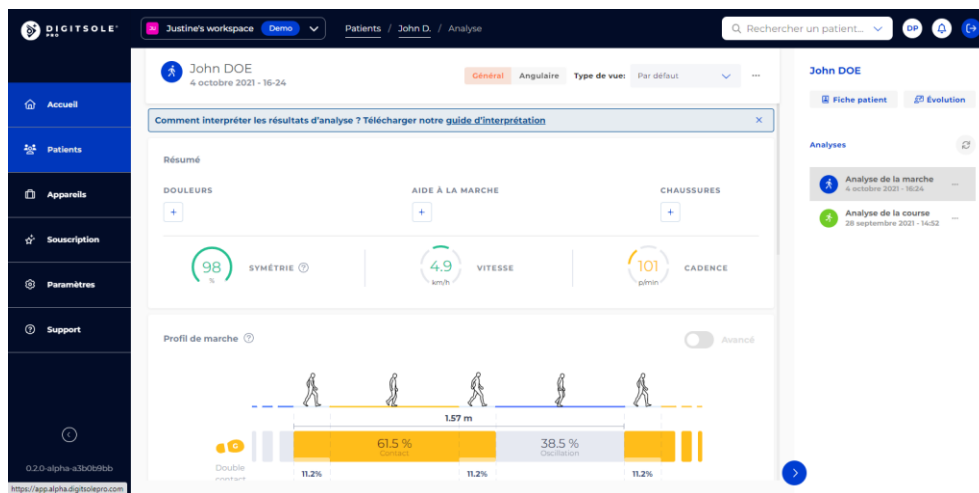 DIGITSOLE
PRO
JU Justine's workspace Demo
Patients / John D. / Analyse
Rechercher un patient...
DP
Accueil
Patients
Appareils
Souscription
Paramètres
Support
0.2.0-alpha-a3b0b9bb
https://app.alpha.digitsolepro.com
John DOE
4 octobre 2021 - 16-24
Général Angulaire Type de vue: Par défaut
Comment interpréter les résultats d'analyse ? Télécharger notre guide d'interprétation
Résumé
DOULEURS AIDE À LA MARCHE CHAUSSURES
+ + +
98 % SYMÉTRIE ?
4.9 km/h VITESSE
101 p/min CADENCE
Profil de marche ? Avancé
1.57 m
G 61.5 % 38.5 %
Contact Oscillation
Double
contact
11.2% 11.2% 11.2%
John DOE
Fiche patient Évolution
Analyses
Analyse de la marche
4 octobre 2021 - 16:24
Analyse de la course
28 septembre 2021 - 14:52